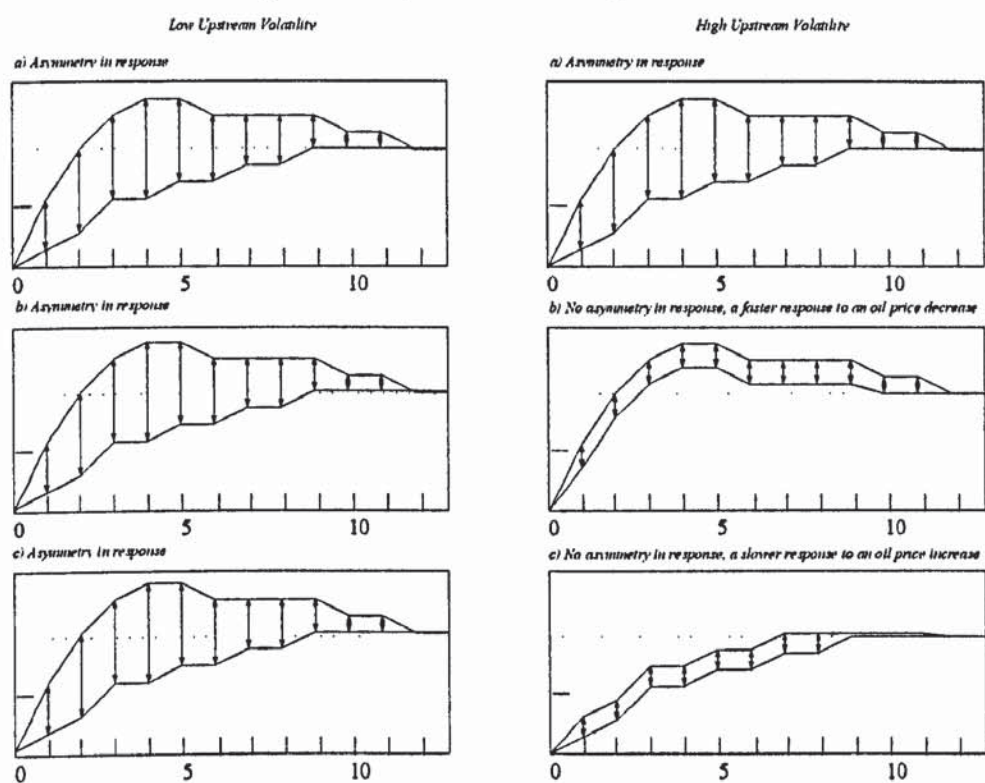 Low Upstream Volatility
High Upstream Volatility
a) Asymmetry in response
a) Asymmetry in response
0 5 10
0 5 10
b) Asymmetry in response
b) No asymmetry in response, a faster response to an oil price decrease
0 5 10
0 5 10
c) Asymmetry in response
c) No asymmetry in response, a slower response to an oil price increase
0 5 10
0 5 10